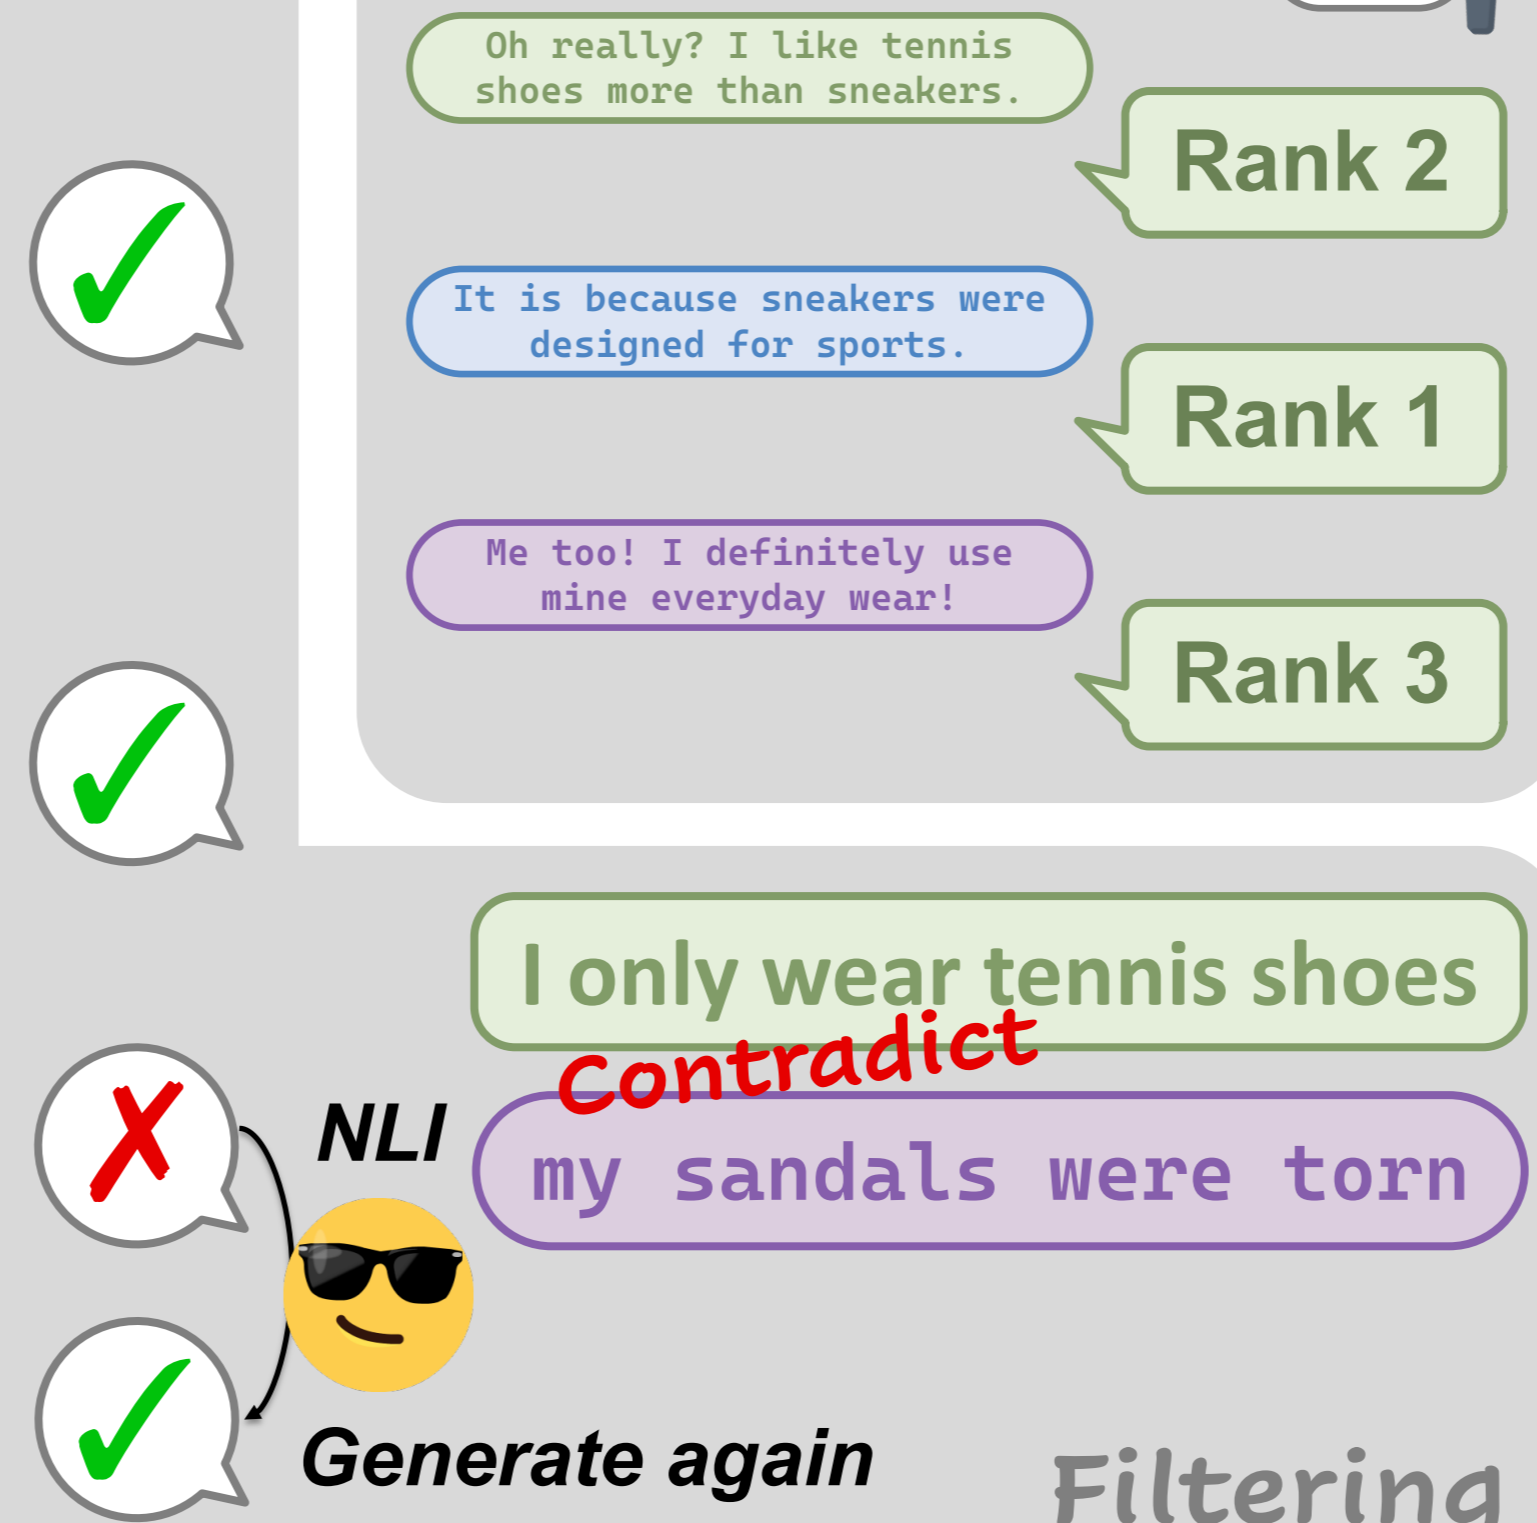 Oh really? I like tennis
shoes more than sneakers.
Rank 2
It is because sneakers were
designed for sports.
Rank 1
Me too! I definitely use
mine everyday wear!
Rank 3
I only wear tennis shoes
Contradict
NLI
my sandals were torn
Generate again
Filtering